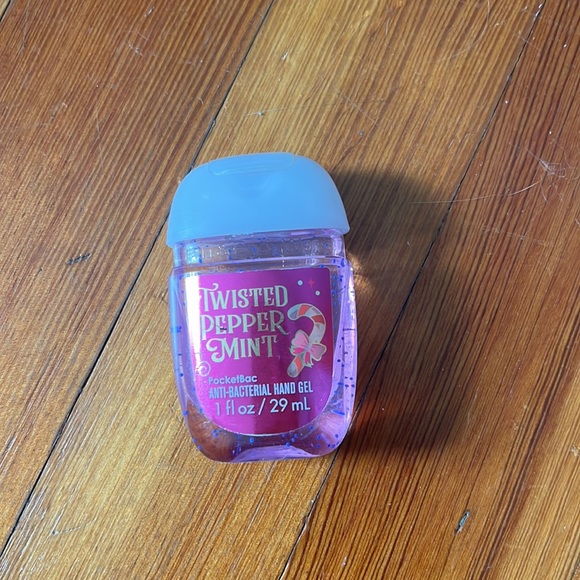 TWISTED
PEPPER
MINT
PocketBac
ANTI-BACTERIAL HAND GEL
1 fl oz / 29 mL